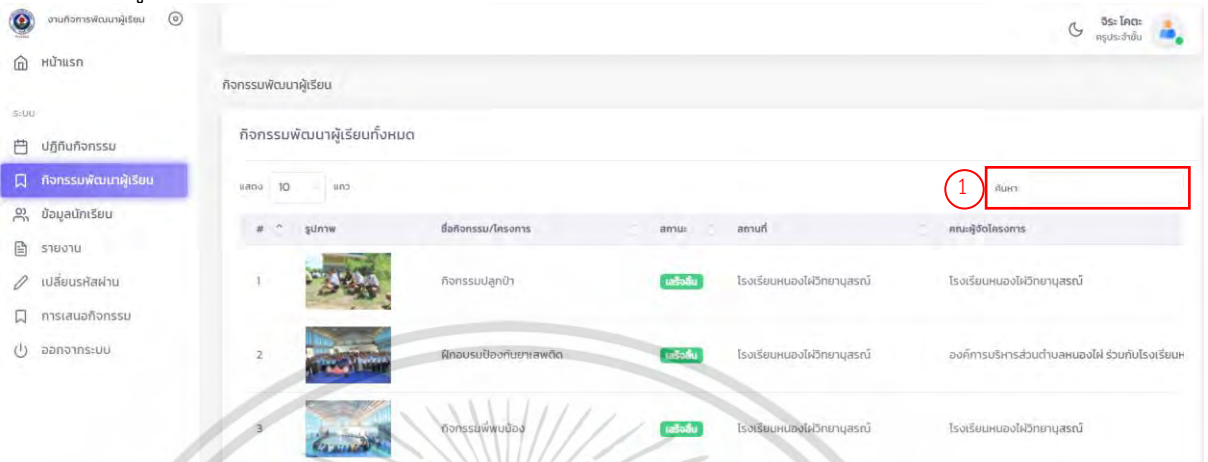 งานกิจการพัฒนาผู้เรียน
จิระ โคตะ
ครูประจำชั้น
หน้าแรก
กิจกรรมพัฒนาผู้เรียน
ระบบ
ปฏิทินกิจกรรม
กิจกรรมพัฒนาผู้เรียนทั้งหมด
กิจกรรมพัฒนาผู้เรียน
แสดง 10 แถว
1 ค้นหา
ข้อมูลนักเรียน
# รูปภาพ ชื่อกิจกรรม/โครงการ สถานะ สถานที่ คณะผู้จัดโครงการ
รายงาน
เปลี่ยนรหัสผ่าน
1 กิจกรรมปลูกป่า เสร็จสิ้น โรงเรียนหนองไผ่วิทยานุสรณ์ โรงเรียนหนองไผ่วิทยานุสรณ์
การเสนอกิจกรรม
ออกจากระบบ
2 ฝึกอบรมป้องกันยาเสพติด เสร็จสิ้น โรงเรียนหนองไผ่วิทยานุสรณ์ องค์การบริหารส่วนตำบลหนองไผ่ ร่วมกับโรงเรียนห
3 กิจกรรมพี่พบน้อง เสร็จสิ้น โรงเรียนหนองไผ่วิทยานุสรณ์ โรงเรียนหนองไผ่วิทยานุสรณ์